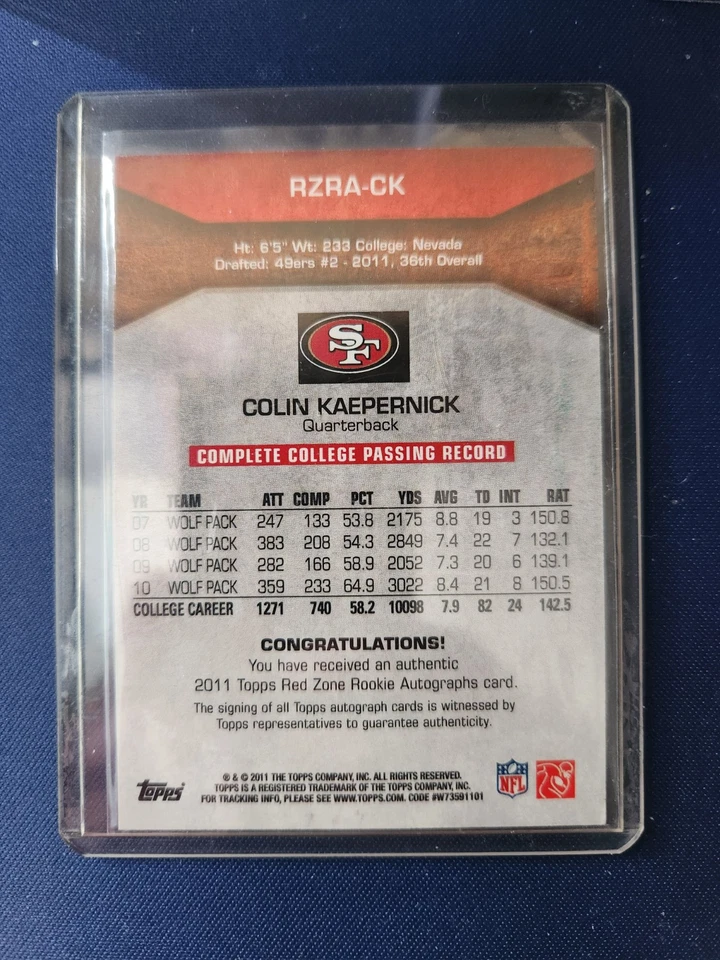 RZRA-CK
Ht: 6'5" Wt: 233 College: Nevada
Drafted: 49ers #2 - 2011, 36th Overall
SF
COLIN KAEPERNICK
Quarterback
COMPLETE COLLEGE PASSING RECORD
YR TEAM ATT COMP PCT YDS AVG TD INT RAT
07 WOLF PACK 247 133 53.8 2175 8.8 19 3 150.8
08 WOLF PACK 383 208 54.3 2849 7.4 22 7 132.1
09 WOLF PACK 282 166 58.9 2052 7.3 20 6 139.1
10 WOLF PACK 359 233 64.9 3022 8.4 21 8 150.5
COLLEGE CAREER 1271 740 58.2 10098 7.9 82 24 142.5
CONGRATULATIONS!
You have received an authentic
2011 Topps Red Zone Rookie Autographs card.
The signing of all Topps autograph cards is witnessed by
Topps representatives to guarantee authenticity.
Topps
® & © 2011 THE TOPPS COMPANY, INC. ALL RIGHTS RESERVED.
TOPPS IS A REGISTERED TRADEMARK OF THE TOPPS COMPANY, INC.
FOR TRACKING INFO, PLEASE SEE WWW.TOPPS.COM. CODE #W73591101
NFL